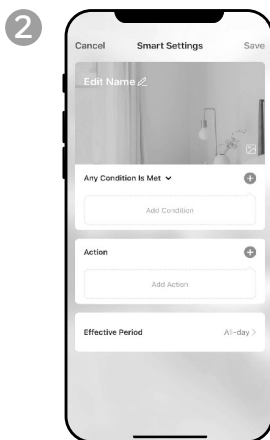 2
Cancel Smart Settings Save
Edit Name
Any Condition Is Met
Add Condition
Action
Add Action
Effective Period All-day